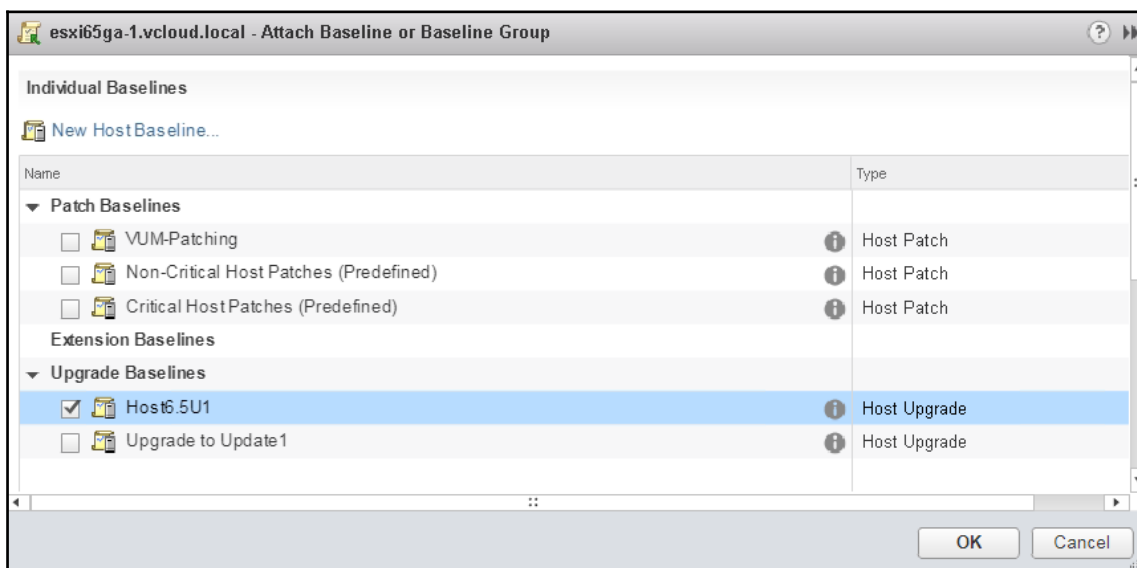 esxi65ga-1.vcloud.local - Attach Baseline or Baseline Group ?
Individual Baselines
New Host Baseline...
Name Type
Patch Baselines
VUM-Patching Host Patch
Non-Critical Host Patches (Predefined) Host Patch
Critical Host Patches (Predefined) Host Patch
Extension Baselines
Upgrade Baselines
Host6.5U1 Host Upgrade
Upgrade to Update1 Host Upgrade
OK Cancel